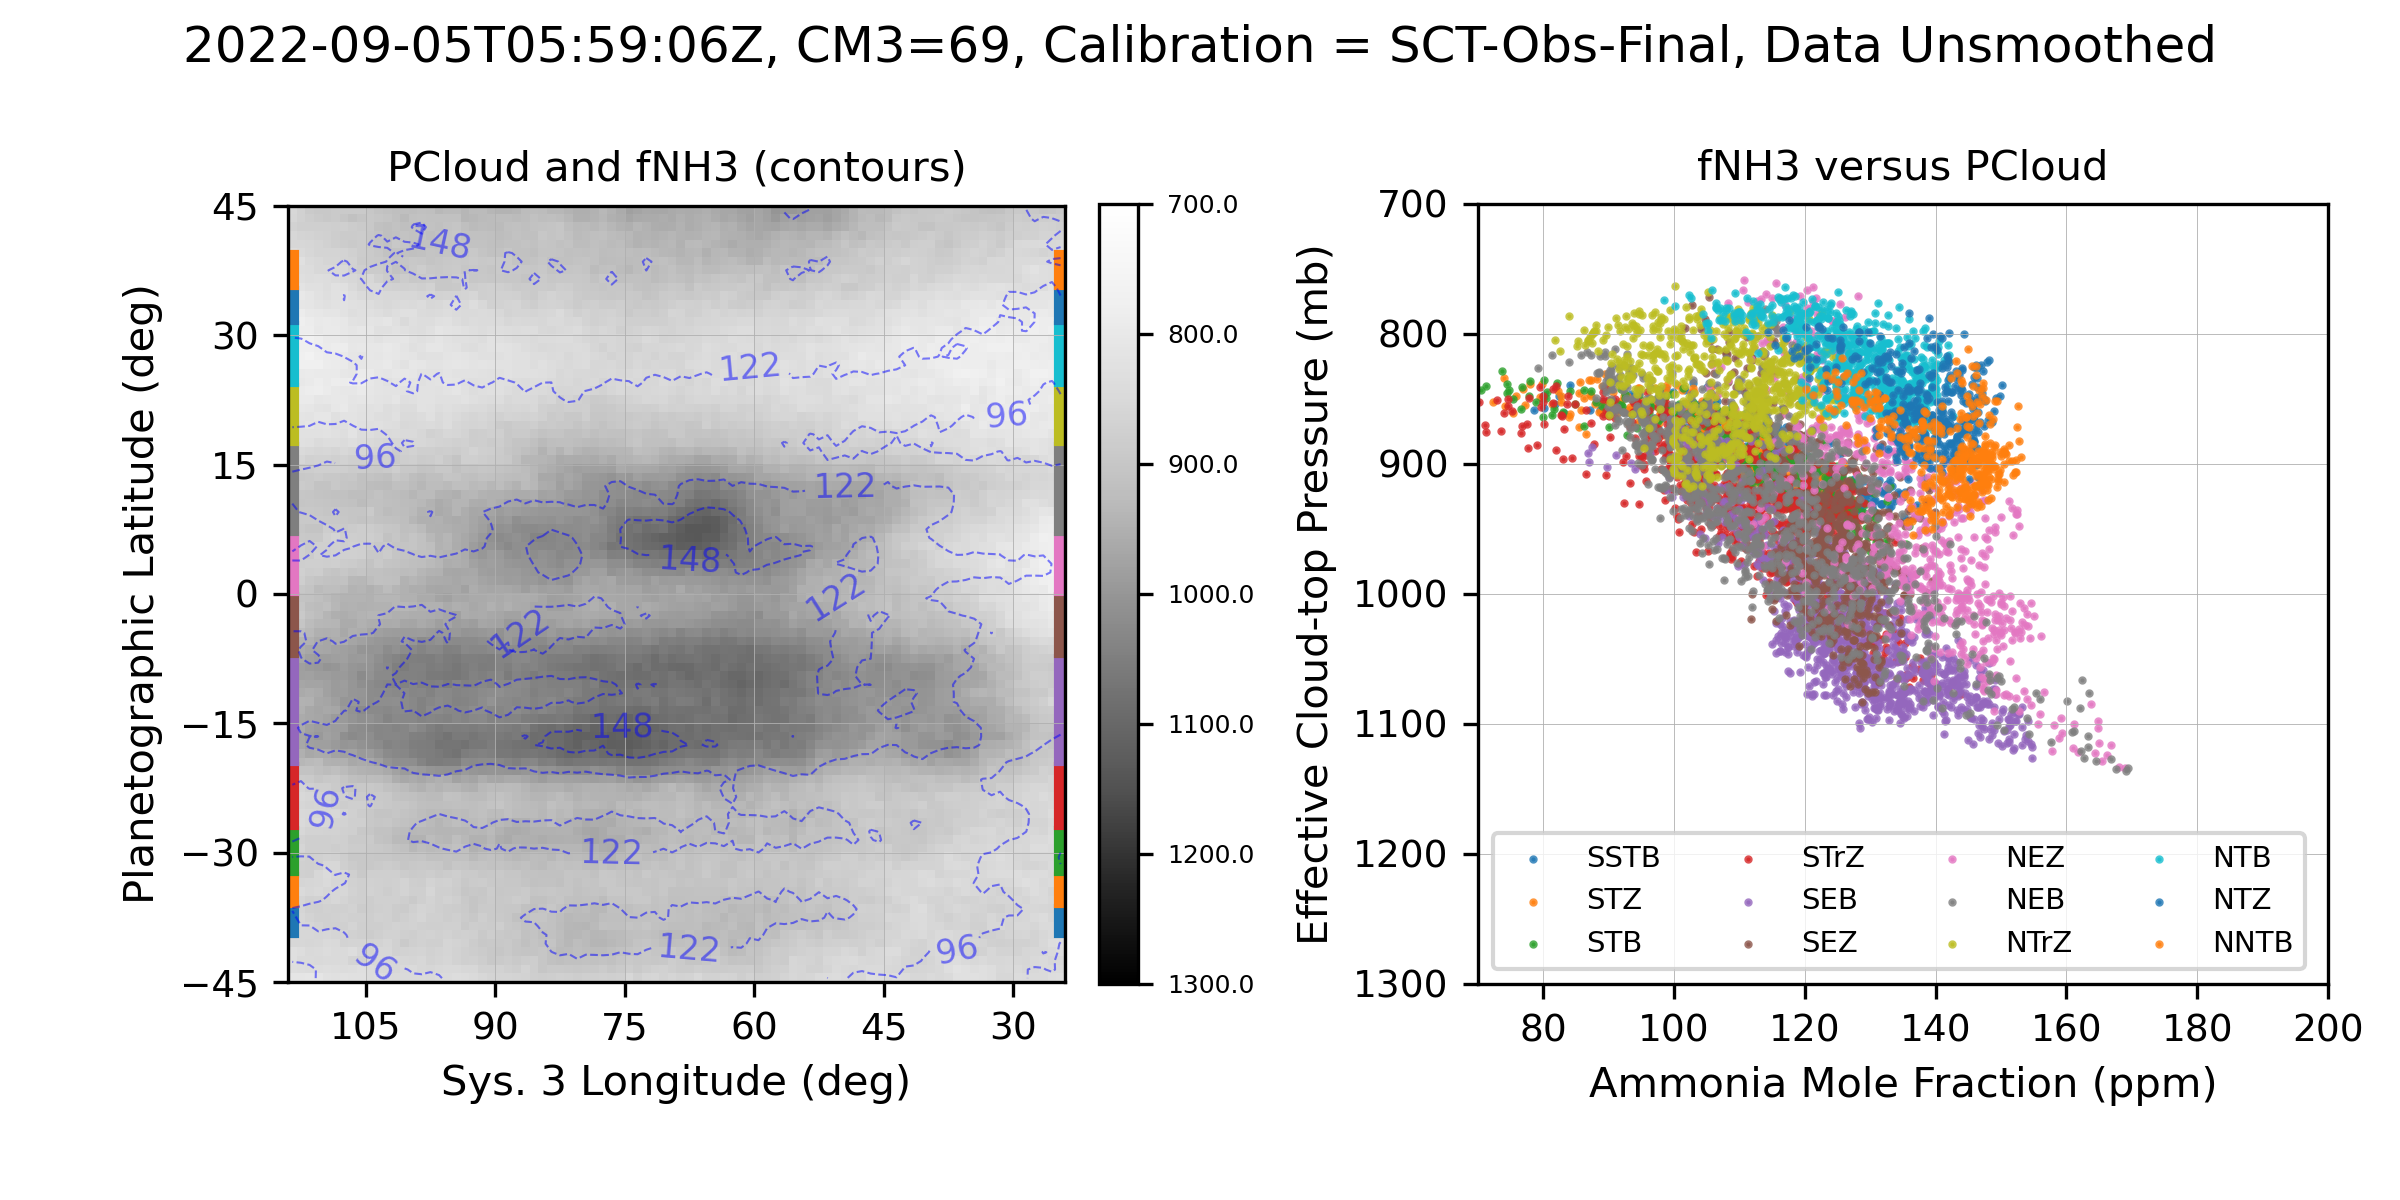 2022-09-05T05:59:06Z, CM3=69, Calibration = SCT-Obs-Final, Data Unsmoothed
PCloud and fNH3 (contours)
45
30
15
0
−15
−30
−45
Planetographic Latitude (deg)
105 90 75 60 45 30
Sys. 3 Longitude (deg)
148
122
96
96
122
148
122
122
148
96
122
122
96
96
700.0
800.0
900.0
1000.0
1100.0
1200.0
1300.0
fNH3 versus PCloud
700
800
900
1000
1100
1200
1300
Effective Cloud-top Pressure (mb)
SSTB STrZ NEZ NTB
STZ SEB NEB NTZ
STB SEZ NTrZ NNTB
80 100 120 140 160 180 200
Ammonia Mole Fraction (ppm)